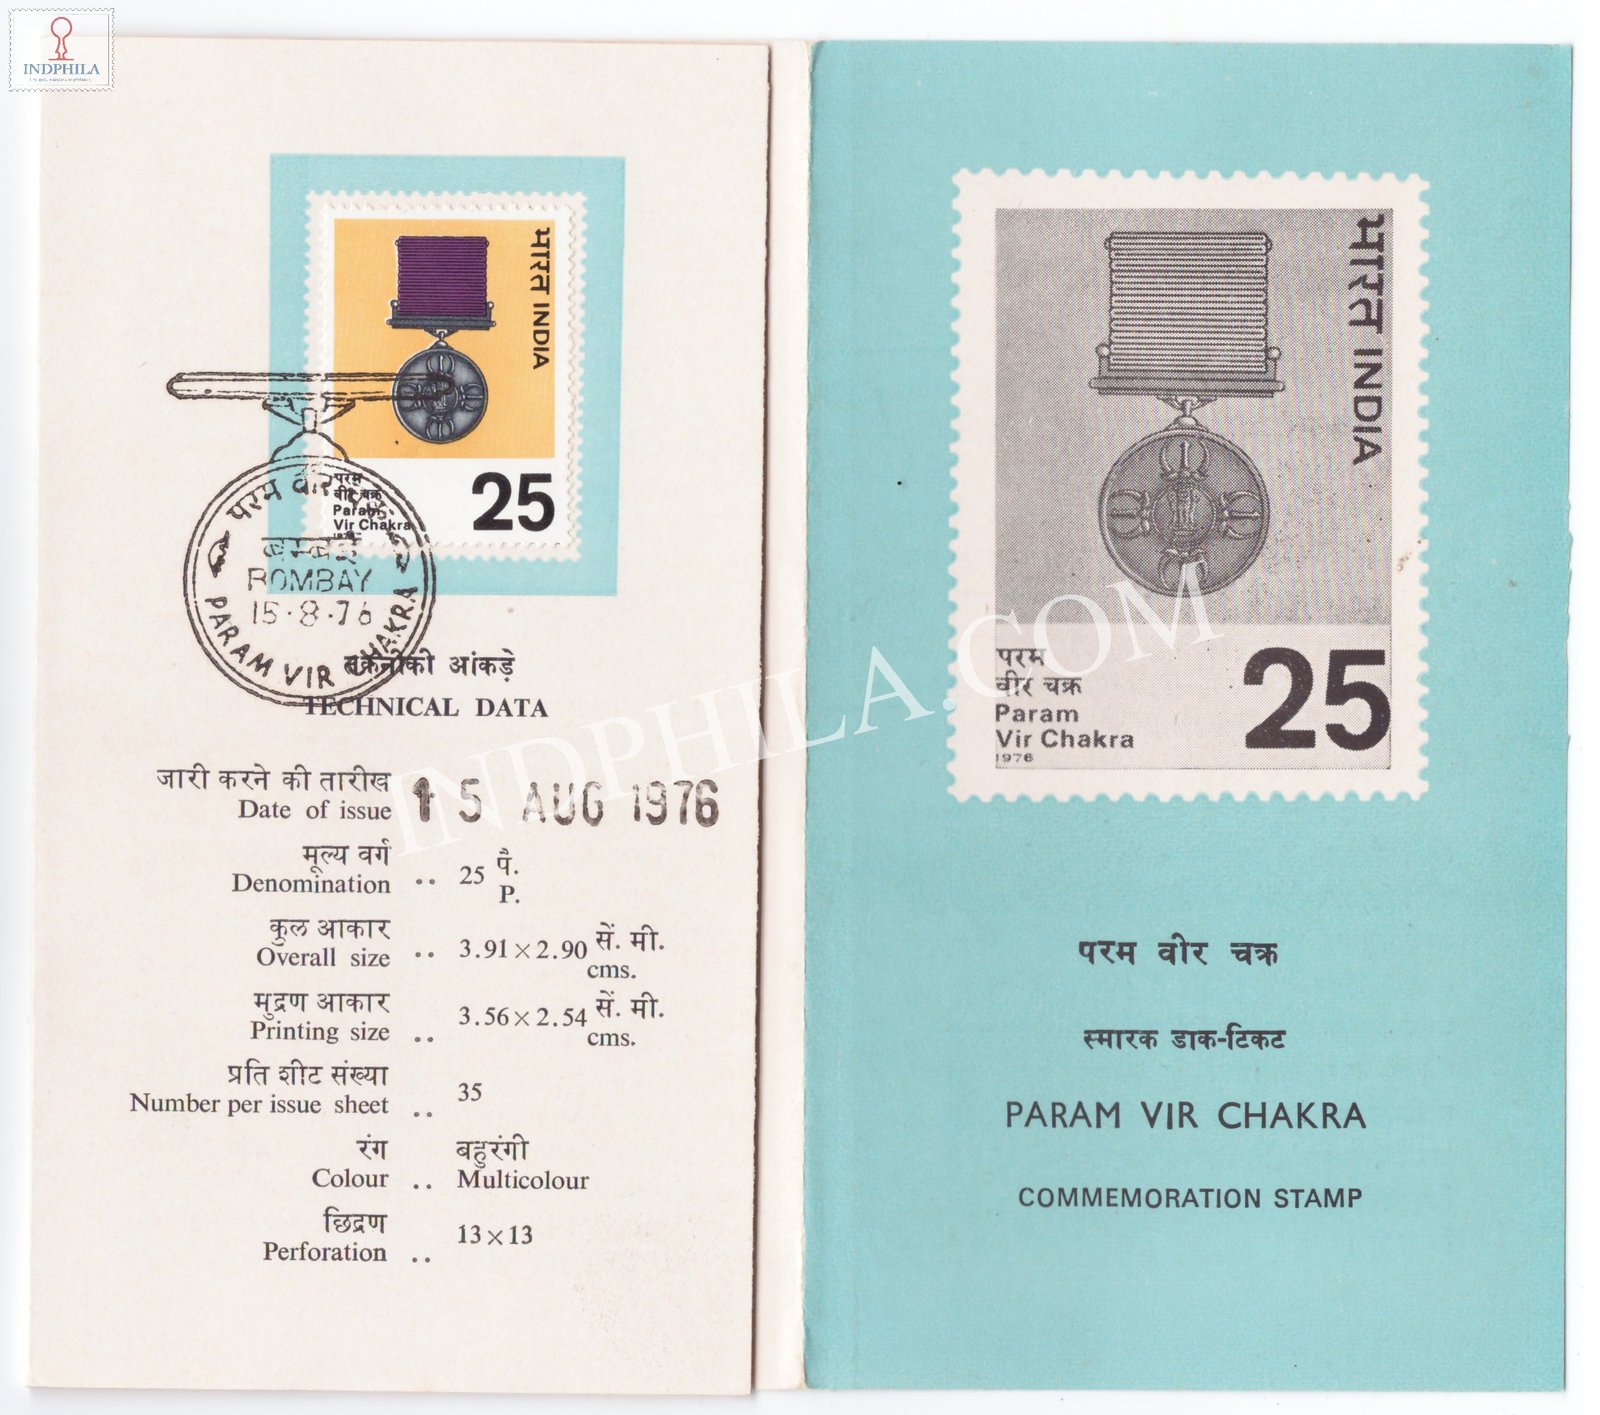 INDPHILA
भारत INDIA
परम
वीर चक्र
Param
Vir Chakra
1976
25
परम वीर चक्र
बम्बई
BOMBAY
15.8.76
PARAM VIR CHAKRA
तकनीकी आंकड़े
TECHNICAL DATA
जारी करने की तारीख
Date of issue 15 AUG 1976
मूल्य वर्ग
Denomination .. 25 पै.
P.
कुल आकार
Overall size .. 3.91×2.90 सें. मी.
cms.
मुद्रण आकार
Printing size .. 3.56×2.54 सें. मी.
cms.
प्रति शीट संख्या
Number per issue sheet .. 35
रंग बहुरंगी
Colour .. Multicolour
छिद्रण
Perforation .. 13×13
भारत INDIA
परम
वीर चक्र
Param
Vir Chakra
1976
25
परम वीर चक्र
स्मारक डाक-टिकट
PARAM VIR CHAKRA
COMMEMORATION STAMP
INDPHILA.COM